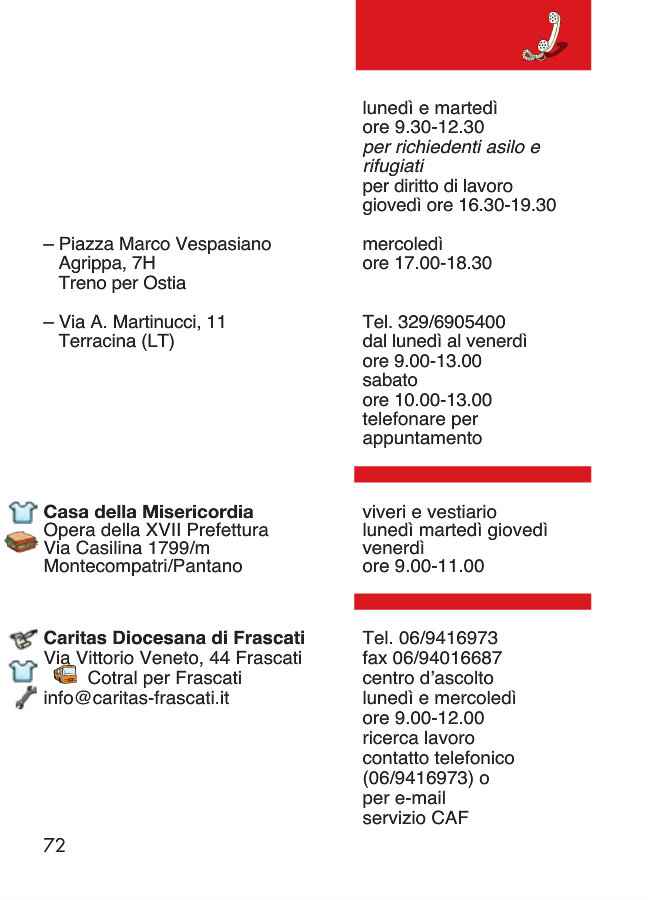 lunedì e martedì
ore 9.30-12.30
per richiedenti asilo e
rifugiati
per diritto di lavoro
giovedì ore 16.30-19.30
– Piazza Marco Vespasiano
Agrippa, 7H
Treno per Ostia
mercoledì
ore 17.00-18.30
– Via A. Martinucci, 11
Terracina (LT)
Tel. 329/6905400
dal lunedì al venerdì
ore 9.00-13.00
sabato
ore 10.00-13.00
telefonare per
appuntamento
Casa della Misericordia
Opera della XVII Prefettura
Via Casilina 1799/m
Montecompatri/Pantano
viveri e vestiario
lunedì martedì giovedì
venerdì
ore 9.00-11.00
Caritas Diocesana di Frascati
Via Vittorio Veneto, 44 Frascati
Cotral per Frascati
info@caritas-frascati.it
Tel. 06/9416973
fax 06/94016687
centro d’ascolto
lunedì e mercoledì
ore 9.00-12.00
ricerca lavoro
contatto telefonico
(06/9416973) o
per e-mail
servizio CAF
72